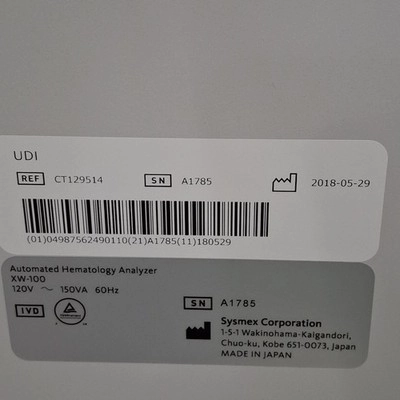 UDI
REF CT129514 SN A1785 2018-05-29
(01)04987562490110(21)A1785(11)180529
Automated Hematology Analyzer
XW-100
120V ～ 150VA 60Hz
IVD
SN A1785
Sysmex Corporation
1-5-1 Wakinohama-Kaigandori,
Chuo-ku, Kobe 651-0073, Japan
MADE IN JAPAN